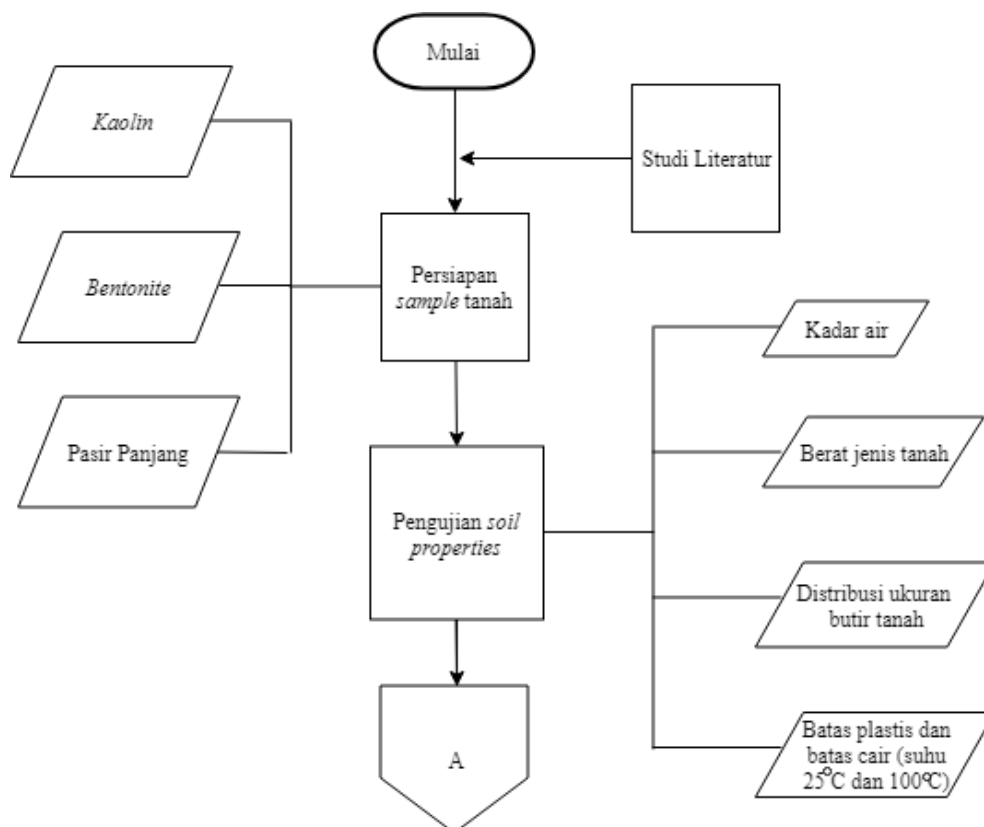 Mulai
Studi Literatur
Kaolin
Persiapan
sample tanah
Bentonite
Pasir Panjang
Kadar air
Berat jenis tanah
Pengujian soil
properties
Distribusi ukuran
butir tanah
Batas plastis dan
batas cair (suhu
25°C dan 100°C)
A